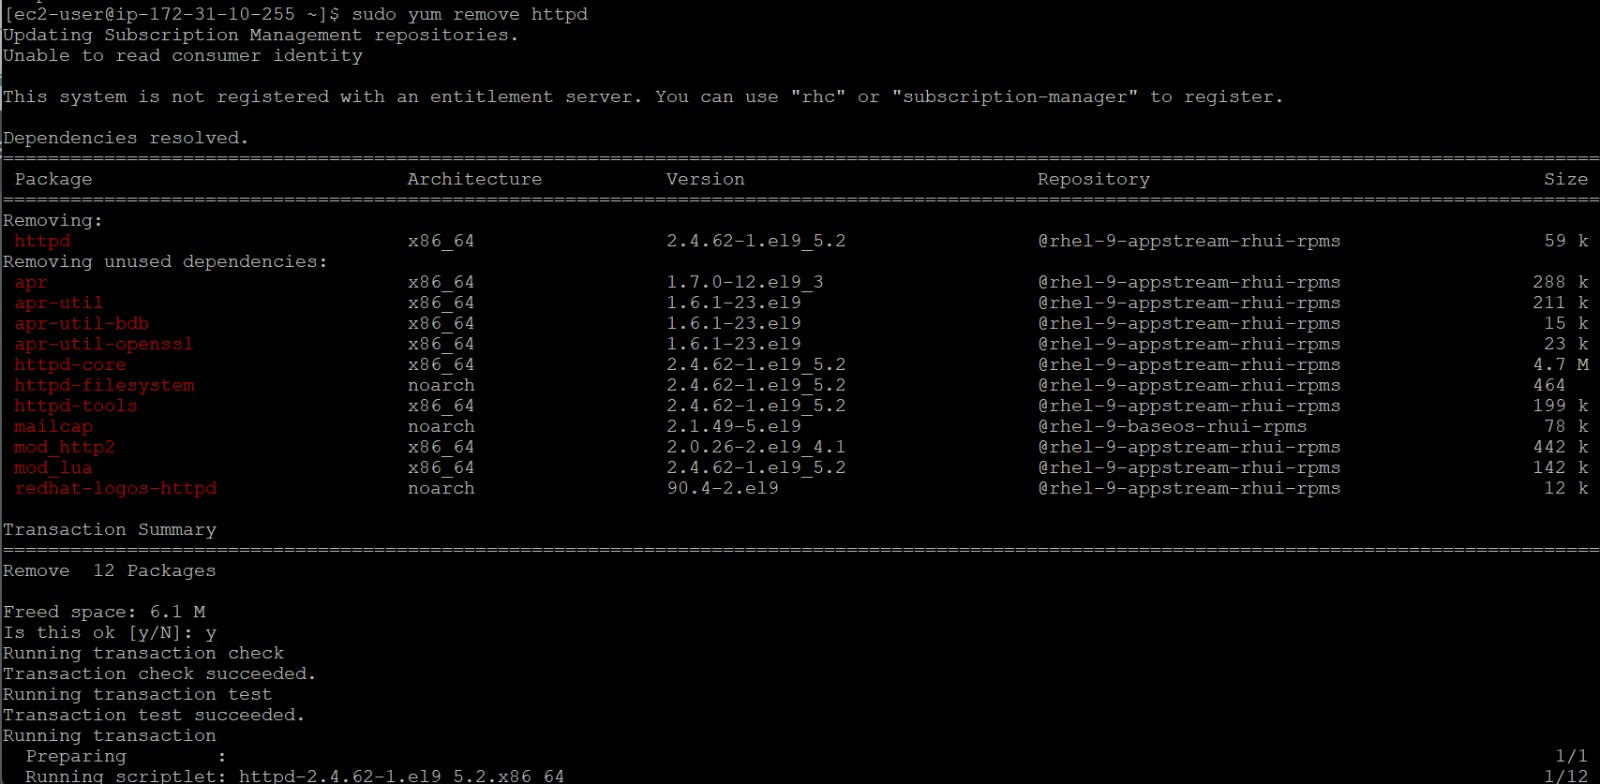 [ec2-user@ip-172-31-10-255 ~]$ sudo yum remove httpd
Updating Subscription Management repositories.
Unable to read consumer identity
This system is not registered with an entitlement server. You can use "rhc" or "subscription-manager" to register.
Dependencies resolved.
================================================================================
Package Architecture Version Repository Size
================================================================================
Removing:
httpd x86_64 2.4.62-1.el9_5.2 @rhel-9-appstream-rhui-rpms 59 k
Removing unused dependencies:
apr x86_64 1.7.0-12.el9_3 @rhel-9-appstream-rhui-rpms 288 k
apr-util x86_64 1.6.1-23.el9 @rhel-9-appstream-rhui-rpms 211 k
apr-util-bdb x86_64 1.6.1-23.el9 @rhel-9-appstream-rhui-rpms 15 k
apr-util-openssl x86_64 1.6.1-23.el9 @rhel-9-appstream-rhui-rpms 23 k
httpd-core x86_64 2.4.62-1.el9_5.2 @rhel-9-appstream-rhui-rpms 4.7 M
httpd-filesystem noarch 2.4.62-1.el9_5.2 @rhel-9-appstream-rhui-rpms 464
httpd-tools x86_64 2.4.62-1.el9_5.2 @rhel-9-appstream-rhui-rpms 199 k
mailcap noarch 2.1.49-5.el9 @rhel-9-baseos-rhui-rpms 78 k
mod_http2 x86_64 2.0.26-2.el9_4.1 @rhel-9-appstream-rhui-rpms 442 k
mod_lua x86_64 2.4.62-1.el9_5.2 @rhel-9-appstream-rhui-rpms 142 k
redhat-logos-httpd noarch 90.4-2.el9 @rhel-9-appstream-rhui-rpms 12 k
Transaction Summary
================================================================================
Remove  12 Packages
Freed space: 6.1 M
Is this ok [y/N]: y
Running transaction check
Transaction check succeeded.
Running transaction test
Transaction test succeeded.
Running transaction
Preparing : 1/1
Running scriptlet: httpd-2.4.62-1.el9_5.2.x86_64 1/12